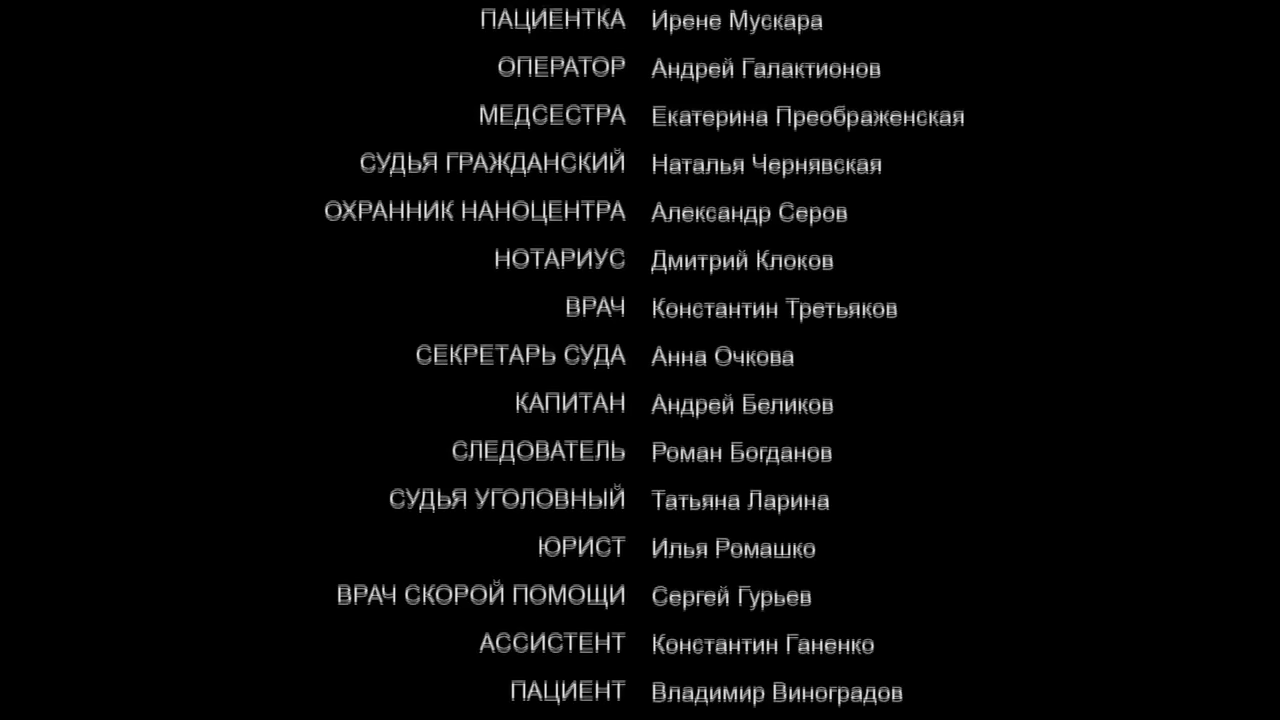 ПАЦИЕНТКА Ирене Мускара
ОПЕРАТОР Андрей Галактионов
МЕДСЕСТРА Екатерина Преображенская
СУДЬЯ ГРАЖДАНСКИЙ Наталья Чернявская
ОХРАННИК НАНОЦЕНТРА Александр Серов
НОТАРИУС Дмитрий Клоков
ВРАЧ Константин Третьяков
СЕКРЕТАРЬ СУДА Анна Очкова
КАПИТАН Андрей Беликов
СЛЕДОВАТЕЛЬ Роман Богданов
СУДЬЯ УГОЛОВНЫЙ Татьяна Ларина
ЮРИСТ Илья Ромашко
ВРАЧ СКОРОЙ ПОМОЩИ Сергей Гурьев
АССИСТЕНТ Константин Ганенко
ПАЦИЕНТ Владимир Виноградов